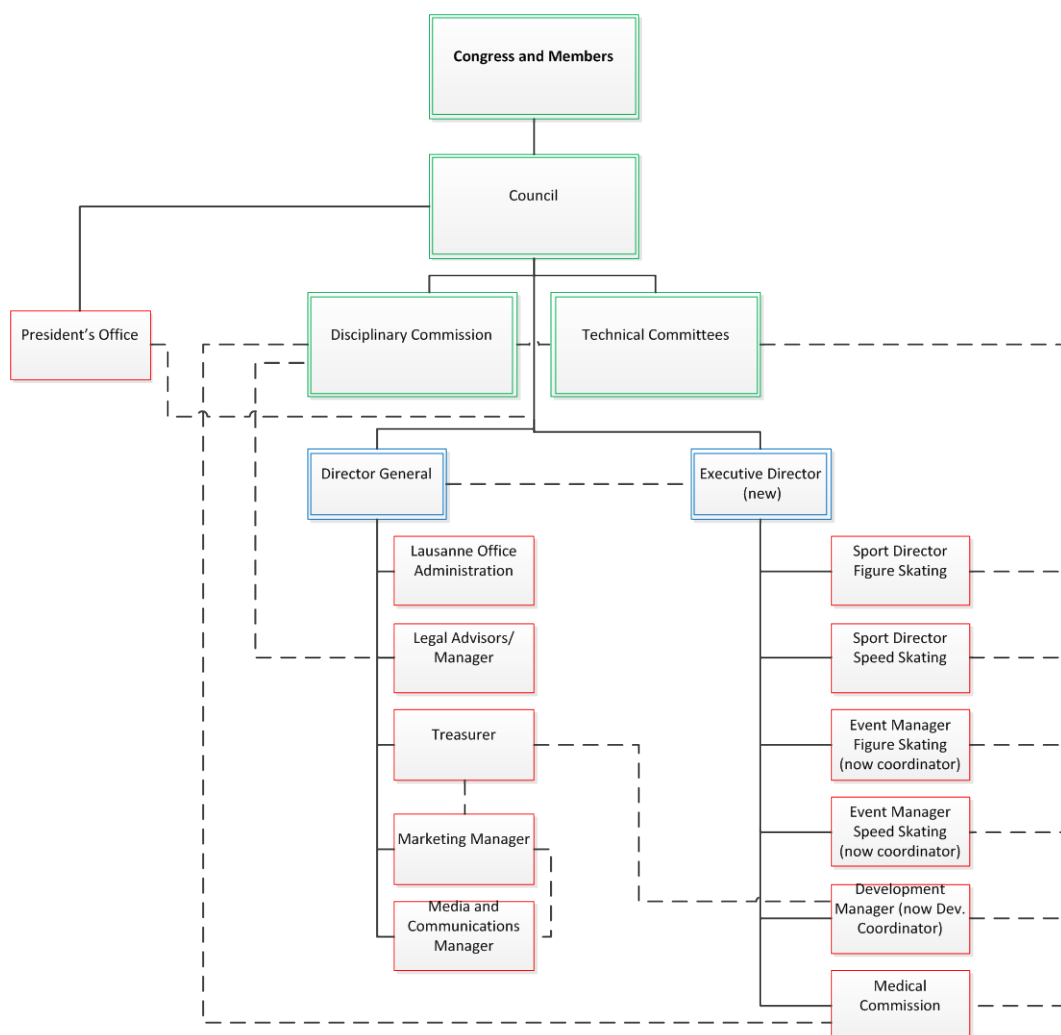 Congress and Members
Council
President’s Office
Disciplinary Commission
Technical Committees
Director General
Executive Director
(new)
Lausanne Office
Administration
Legal Advisors/
Manager
Treasurer
Marketing Manager
Media and
Communications
Manager
Sport Director
Figure Skating
Sport Director
Speed Skating
Event Manager
Figure Skating
(now coordinator)
Event Manager
Speed Skating
(now coordinator)
Development
Manager (now Dev.
Coordinator)
Medical
Commission